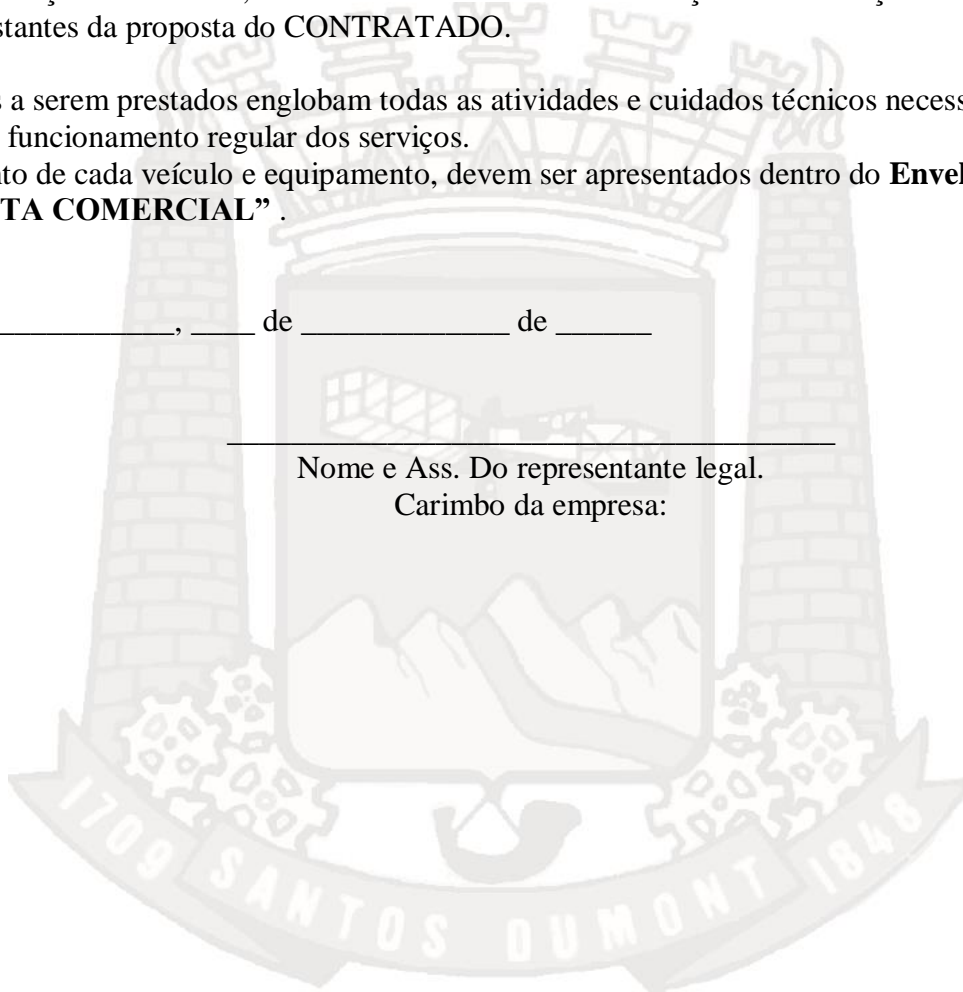 stantes da proposta do CONTRATADO.
s a serem prestados englobam todas as atividades e cuidados técnicos
funcionamento regular dos serviços.
to de cada veículo e equipamento, devem ser apresentados dentro do
TA COMERCIAL” .
___________, ____ de _____________ de ______
______________________________________
Nome e Ass. Do representante legal.
Carimbo da empresa:
1709 SANTOS DUMONT 1848